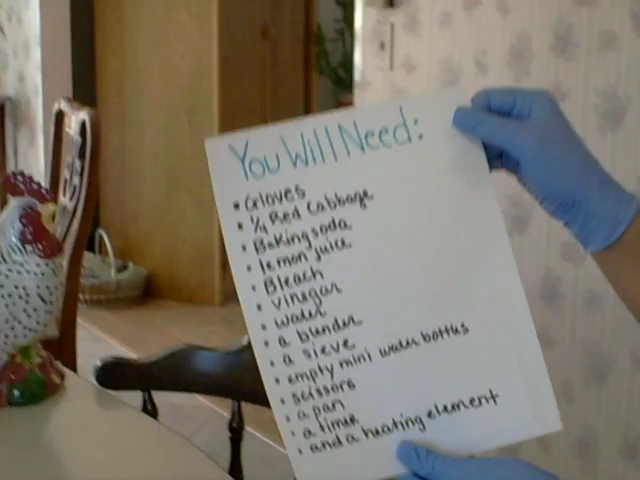 You Will Need:
• Gloves
• 1/4 Red Cabbage
• Baking soda
• lemon juice
• Bleach
• vinegar
• water
• a blender
• a sieve
• empty mini water bottles
• scissors
• a pan
• a timer
• and a heating element